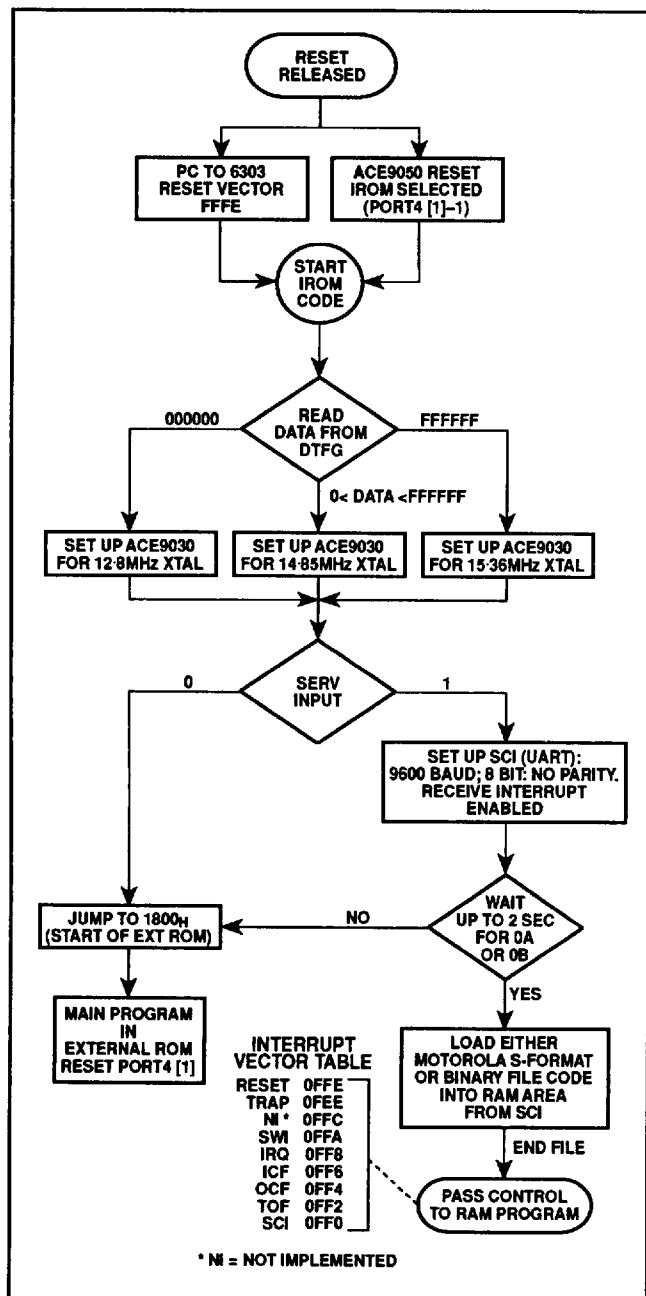 RESET
RELEASED
PC TO 6303
RESET VECTOR
FFFE
ACE9050 RESET
IROM SELECTED
(PORT4 [1]–1)
START
IROM
CODE
READ
DATA FROM
DTFG
000000
FFFFFF
0< DATA <FFFFFF
SET UP ACE9030
FOR 12·8MHz XTAL
SET UP ACE9030
FOR 14·85MHz XTAL
SET UP ACE9030
FOR 15·36MHz XTAL
SERV
INPUT
0
1
SET UP SCI (UART):
9600 BAUD; 8 BIT: NO PARITY.
RECEIVE INTERRUPT
ENABLED
WAIT
UP TO 2 SEC
FOR 0A
OR 0B
NO
YES
JUMP TO 1800H
(START OF EXT ROM)
MAIN PROGRAM
IN
EXTERNAL ROM
RESET PORT4 [1]
LOAD EITHER
MOTOROLA S-FORMAT
OR BINARY FILE CODE
INTO RAM AREA
FROM SCI
END FILE
PASS CONTROL
TO RAM PROGRAM
INTERRUPT
VECTOR TABLE
RESET 0FFE
TRAP 0FEE
NI * 0FFC
SWI 0FFA
IRQ 0FF8
ICF 0FF6
OCF 0FF4
TOF 0FF2
SCI 0FF0
* NI = NOT IMPLEMENTED